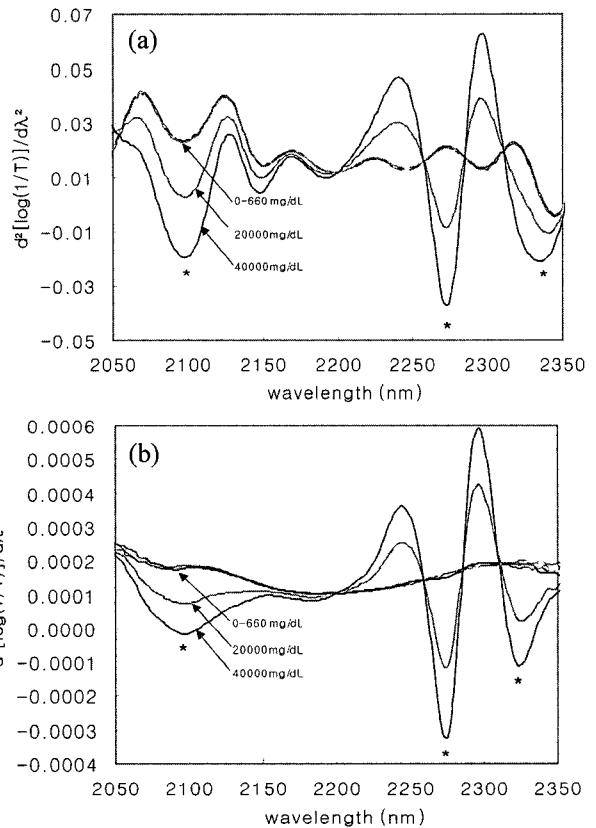 (a)
0.07
0.05
0.03
0.01
-0.01
-0.03
-0.05
d²[log(1/T)]/dλ²
0-660mg/dL
20000mg/dL
40000mg/dL
*
*
*
2050 2100 2150 2200 2250 2300 2350
wavelength (nm)
(b)
0.0006
0.0005
0.0004
0.0003
0.0002
0.0001
0.0000
-0.0001
-0.0002
-0.0003
-0.0004
0-660mg/dL
20000mg/dL
40000mg/dL
*
*
*
2050 2100 2150 2200 2250 2300 2350
wavelength (nm)